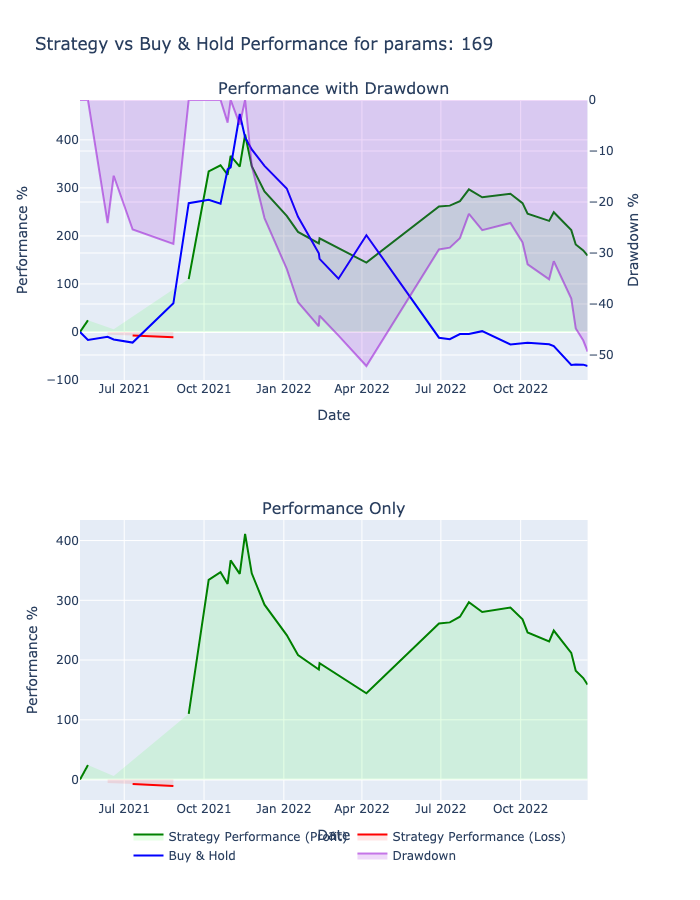 Strategy vs Buy & Hold Performance for params: 169
Performance with Drawdown
400
300
200
100
0
−100
Performance %
0
−10
−20
−30
−40
−50
Drawdown %
Jul 2021 Oct 2021 Jan 2022 Apr 2022 Jul 2022 Oct 2022
Date
Performance Only
400
300
200
100
0
Performance %
Jul 2021 Oct 2021 Jan 2022 Apr 2022 Jul 2022 Oct 2022
Date
Strategy Performance (Profit) Strategy Performance (Loss)
Buy & Hold Drawdown